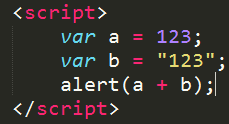 <script>
var a = 123;
var b = "123";
alert(a + b);
</script>